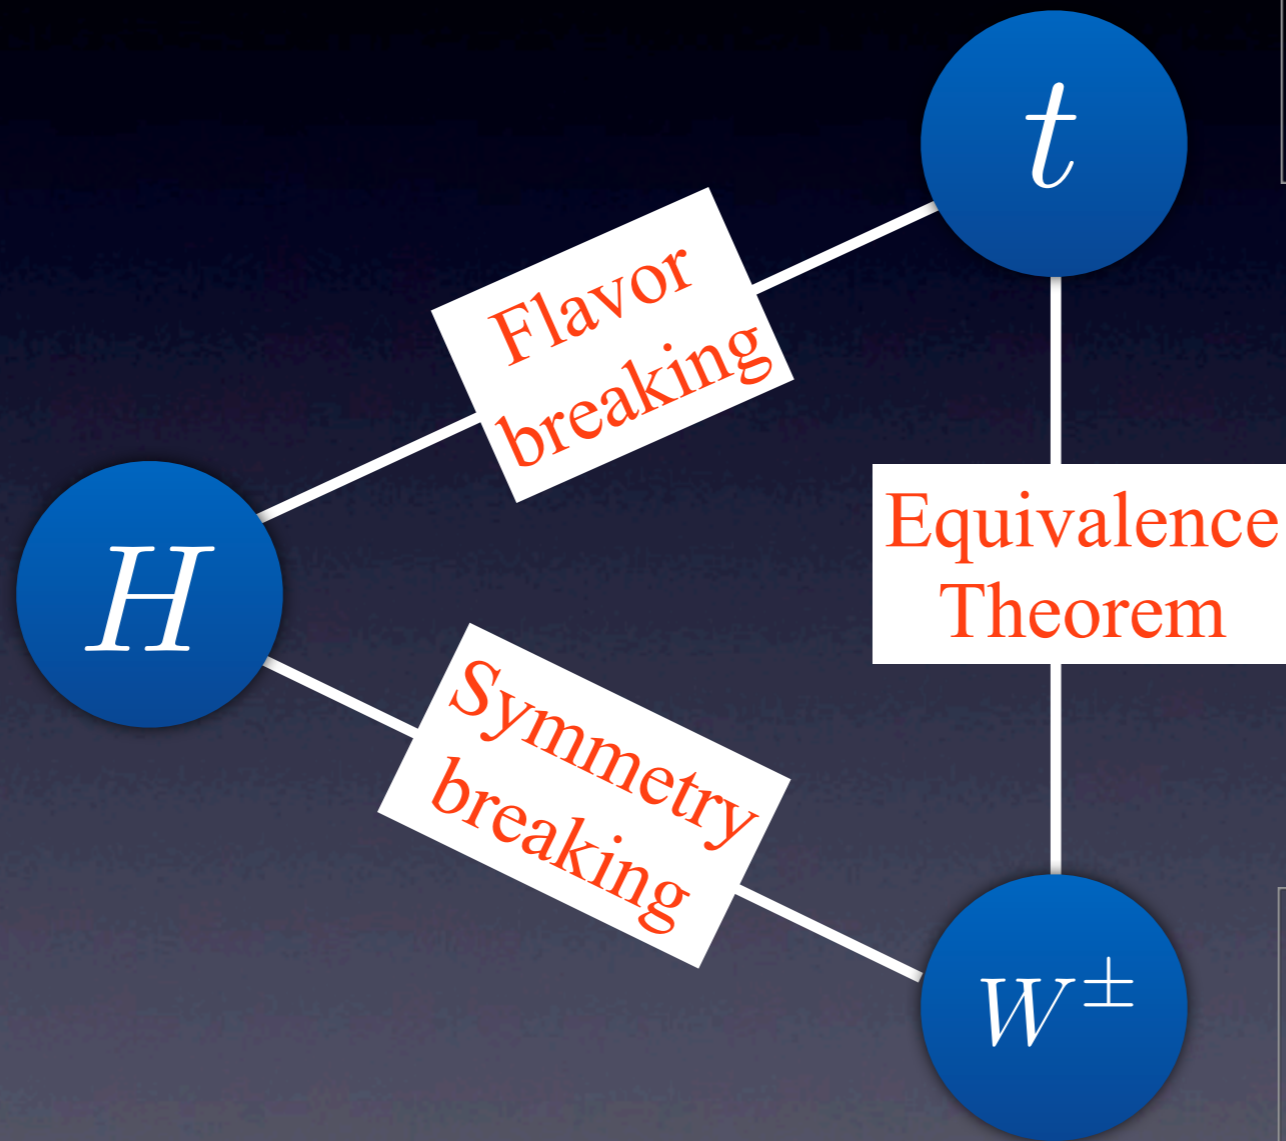 t
Flavor
breaking
Equivalence
Theorem
H
Symmetry
breaking
W±